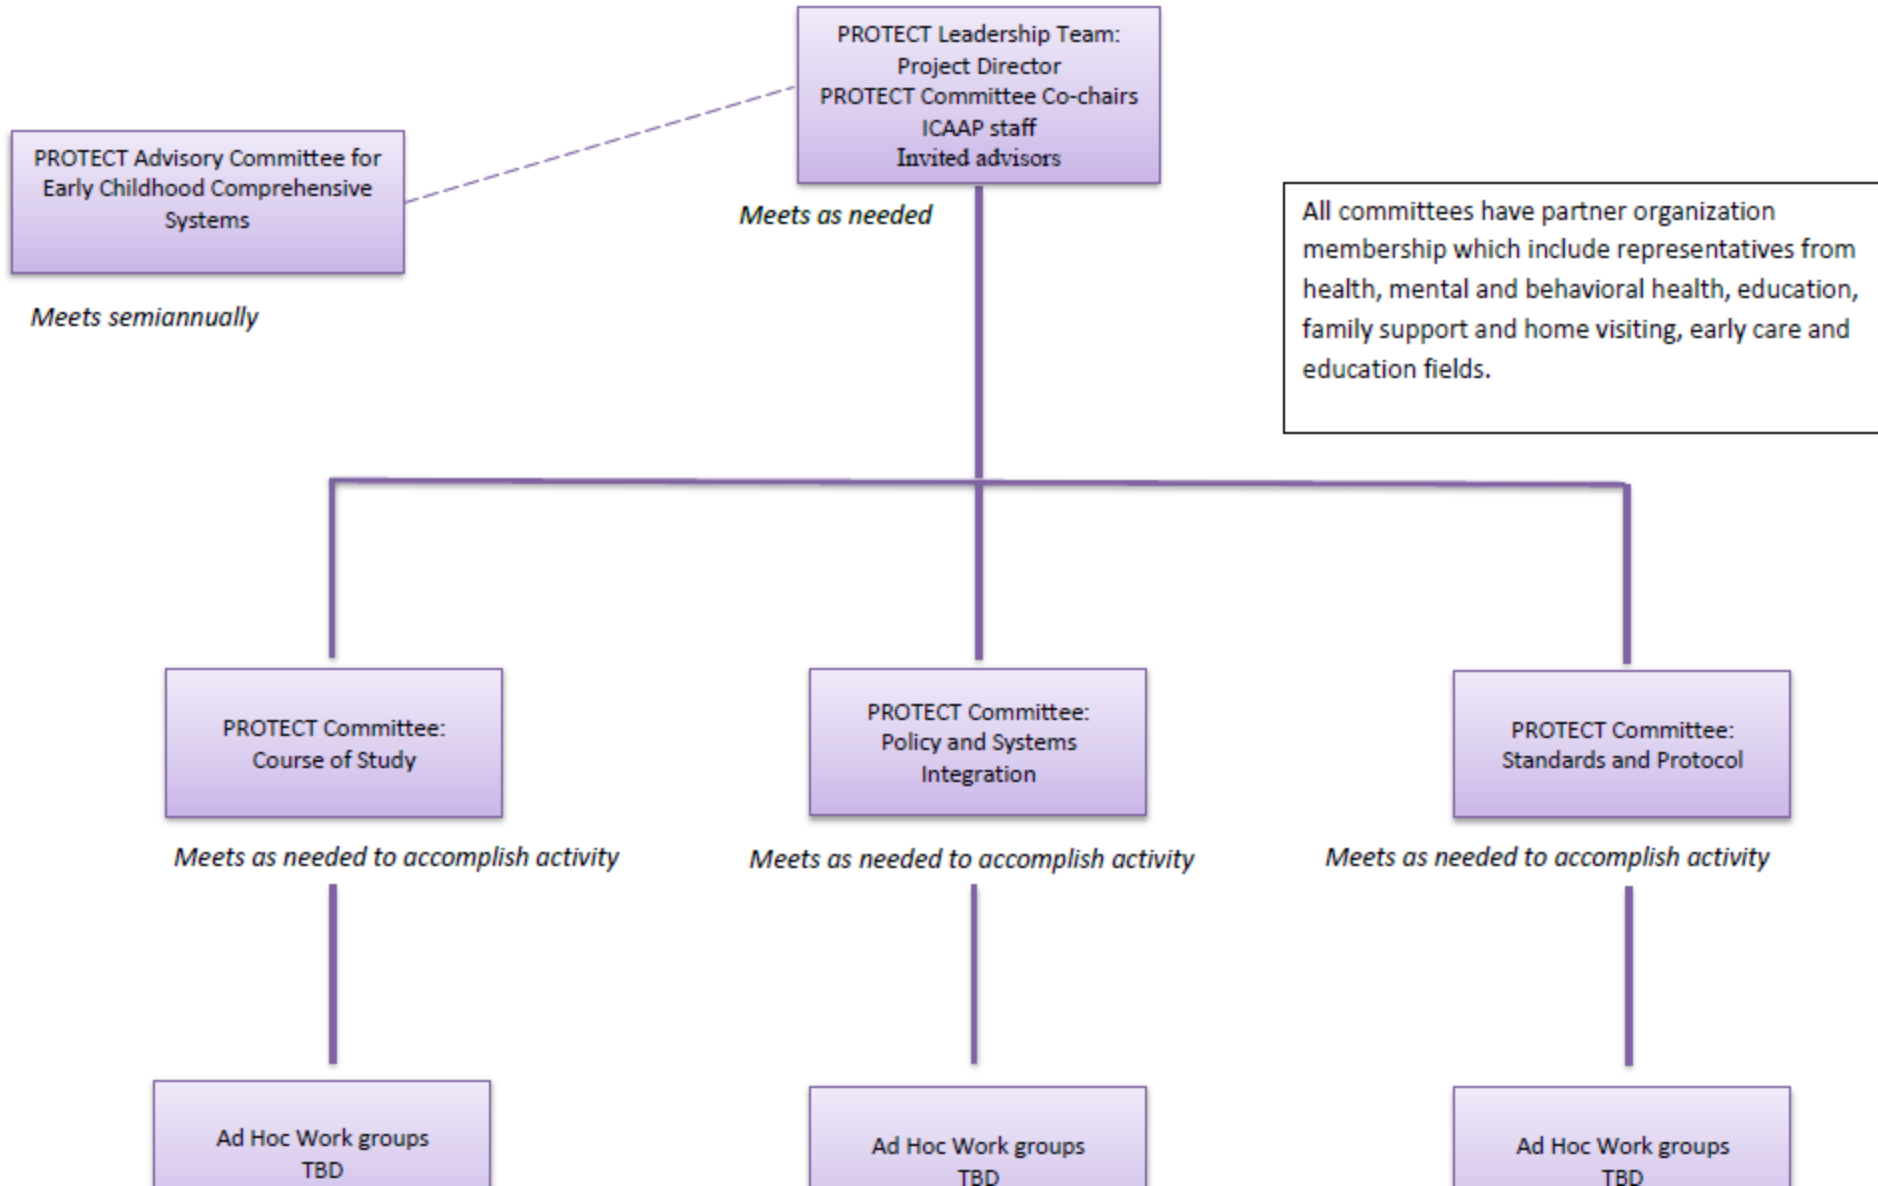 PROTECT Leadership Team:
Project Director
PROTECT Committee Co-chairs
ICAAP staff
Invited advisors
PROTECT Advisory Committee for
Early Childhood Comprehensive
Systems
Meets as needed
All committees have partner organization
membership which include representatives from
health, mental and behavioral health, education,
family support and home visiting, early care and
education fields.
Meets semiannually
PROTECT Committee:
Course of Study
PROTECT Committee:
Policy and Systems
Integration
PROTECT Committee:
Standards and Protocol
Meets as needed to accomplish activity
Meets as needed to accomplish activity
Meets as needed to accomplish activity
Ad Hoc Work groups
TBD
Ad Hoc Work groups
TBD
Ad Hoc Work groups
TBD